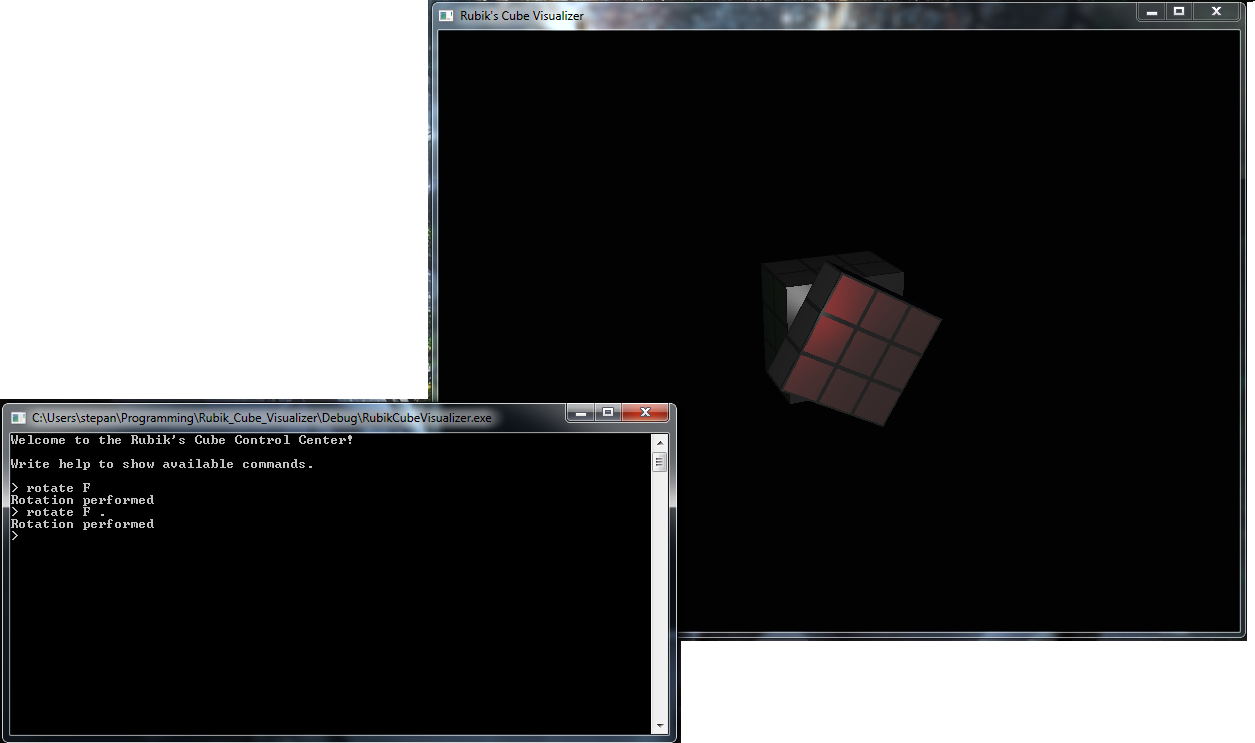 Rubik's Cube Visualizer
C:\Users\stepan\Programming\Rubik_Cube_Visualizer\Debug\RubikCubeVisualizer.exe
Welcome to the Rubik's Cube Control Center!
Write help to show available commands.
> rotate F
Rotation performed
> rotate F .
Rotation performed
>